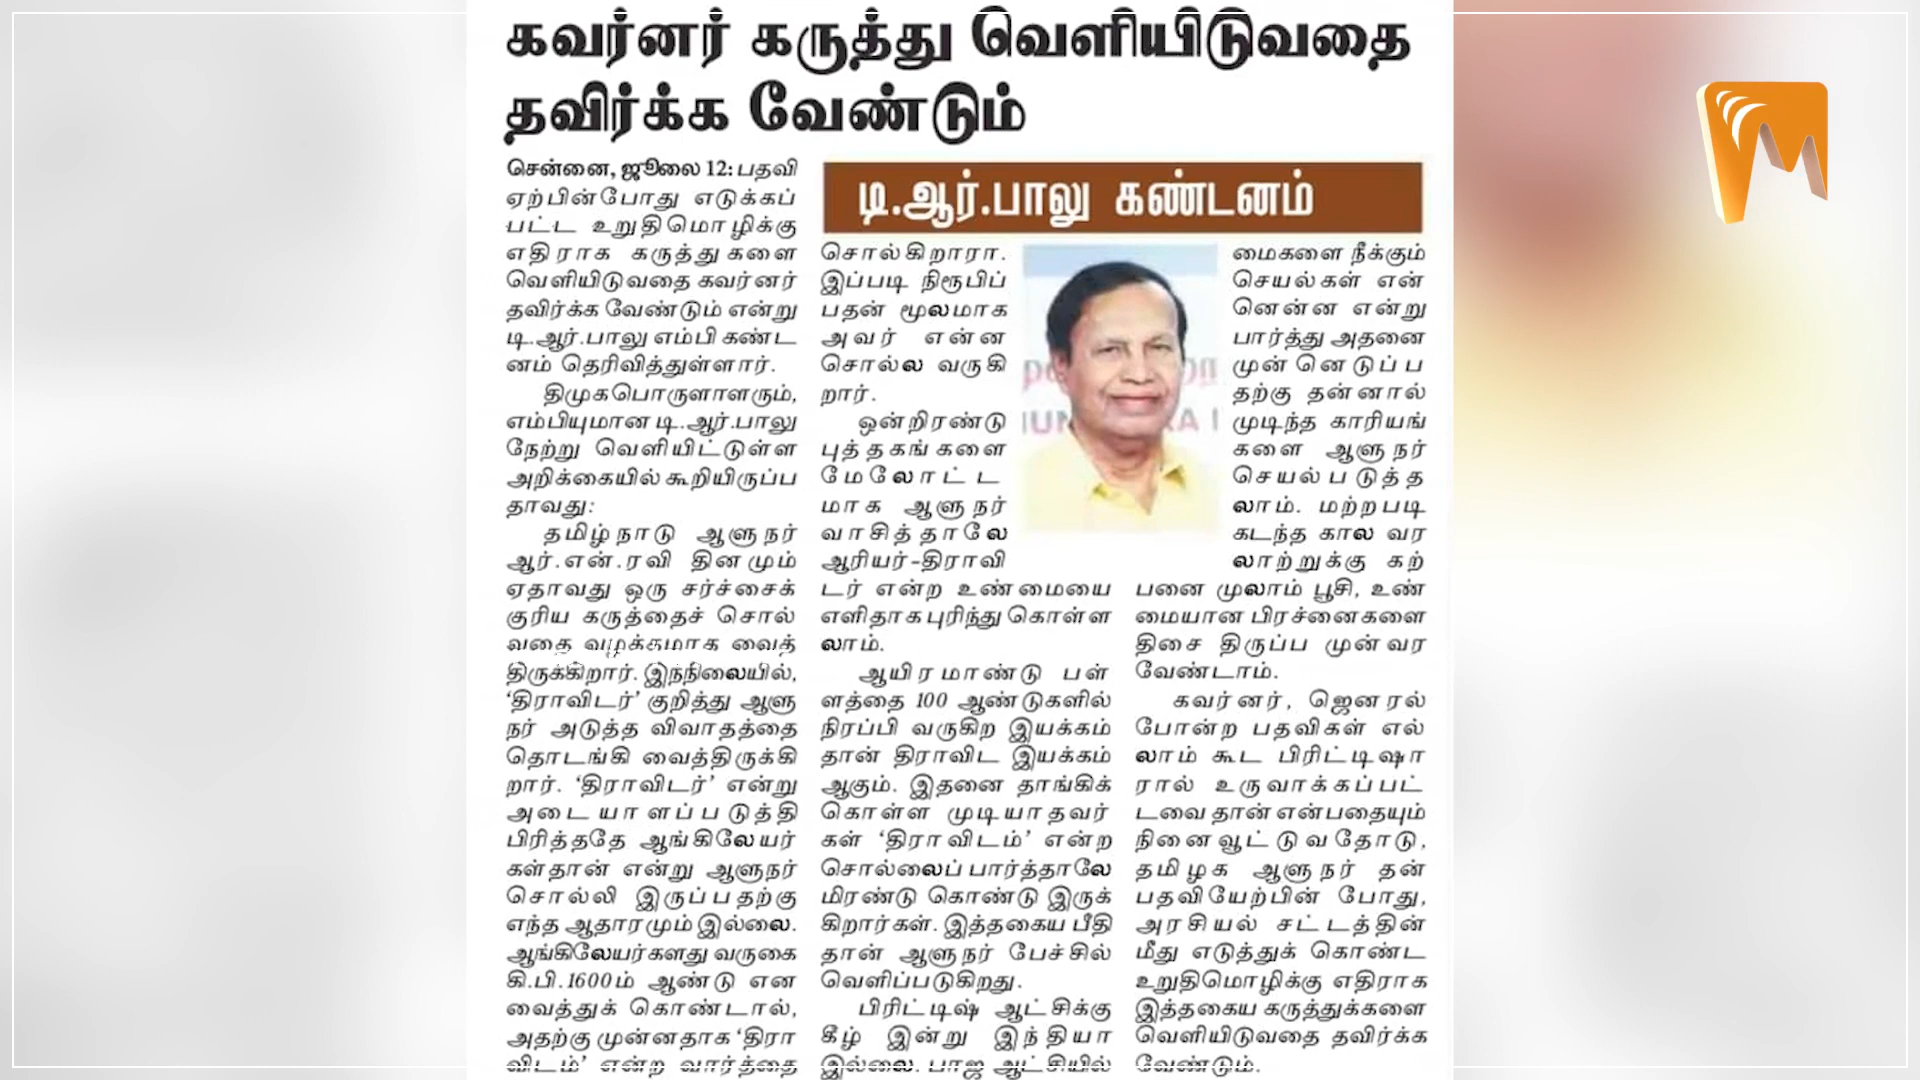 கவர்னர் கருத்து வெளியிடுவதை
தவிர்க்க வேண்டும்
டி.ஆர்.பாலு கண்டனம்
சென்னை, ஜூலை 12: பதவி
ஏற்பின்போது எடுக்கப்
பட்ட உறுதிமொழிக்கு
எதிராக கருத்துகளை
வெளியிடுவதை கவர்னர்
தவிர்க்க வேண்டும் என்று
டி.ஆர்.பாலு எம்பி கண்ட
னம் தெரிவித்துள்ளார்.
திமுகபொருளாளரும்,
எம்பியுமான டி.ஆர்.பாலு
நேற்று வெளியிட்டுள்ள
அறிக்கையில் கூறியிருப்ப
தாவது:
தமிழ்நாடு ஆளுநர்
ஆர்.என்.ரவி தினமும்
ஏதாவது ஒரு சர்ச்சைக்
குரிய கருத்தைச் சொல்
வதை வழக்கமாக வைத்
திருக்கிறார். இந்நிலையில்,
‘திராவிடர்’ குறித்து ஆளு
நர் அடுத்த விவாதத்தை
தொடங்கி வைத்திருக்கி
றார். ‘திராவிடர்’ என்று
அடையாளப்படுத்தி
பிரித்ததே ஆங்கிலேயர்
கள்தான் என்று ஆளுநர்
சொல்லி இருப்பதற்கு
எந்த ஆதாரமும் இல்லை.
ஆங்கிலேயர்களது வருகை
கி.பி.1600ம் ஆண்டு என
வைத்துக் கொண்டால்,
அதற்கு முன்னதாக ‘திரா
விடம்’ என்ற வார்த்தை
சொல்கிறாரா.
இப்படி நிரூபிப்
பதன் மூலமாக
அவர் என்ன
சொல்ல வருகி
றார்.
ஒன்றிரண்டு
புத்தகங்களை
மேலோட்ட
மாக ஆளுநர்
வாசித்தாலே
ஆரியர்-திராவி
டர் என்ற உண்மையை
எளிதாக புரிந்து கொள்ள
லாம்.
ஆயிரமாண்டு பள்
ளத்தை 100 ஆண்டுகளில்
நிரப்பி வருகிற இயக்கம்
தான் திராவிட இயக்கம்
ஆகும். இதனை தாங்கிக்
கொள்ள முடியாதவர்
கள் ‘திராவிடம்’ என்ற
சொல்லைப் பார்த்தாலே
மிரண்டு கொண்டு இருக்
கிறார்கள். இத்தகைய பீதி
தான் ஆளுநர் பேச்சில்
வெளிப்படுகிறது.
பிரிட்டிஷ் ஆட்சிக்கு
கீழ் இன்று இந்தியா
இல்லை. பாஜ ஆட்சியில்
மைகளை நீக்கும்
செயல்கள் என்
னென்ன என்று
பார்த்து அதனை
முன்னெடுப்ப
தற்கு தன்னால்
முடிந்த காரியங்
களை ஆளுநர்
செயல்படுத்த
லாம். மற்றபடி
கடந்த கால வர
லாற்றுக்கு கற்
பனை முலாம் பூசி, உண்
மையான பிரச்னைகளை
திசை திருப்ப முன்வர
வேண்டாம்.
கவர்னர், ஜெனரல்
போன்ற பதவிகள் எல்
லாம் கூட பிரிட்டிஷா
ரால் உருவாக்கப்பட்
டவை தான் என்பதையும்
நினைவூட்டுவதோடு,
தமிழக ஆளுநர் தன்
பதவியேற்பின் போது,
அரசியல் சட்டத்தின்
மீது எடுத்துக் கொண்ட
உறுதிமொழிக்கு எதிராக
இத்தகைய கருத்துக்களை
வெளியிடுவதை தவிர்க்க
வேண்டும்.